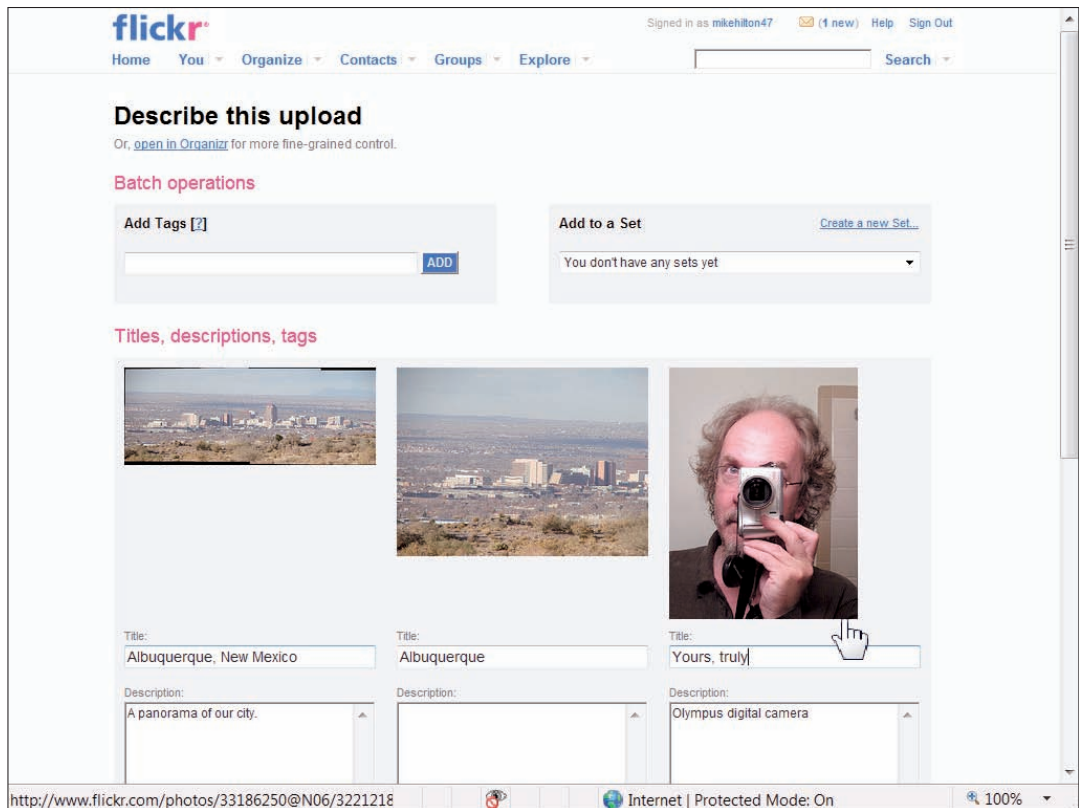 flickr
Signed in as mikehilton47 (1 new) Help Sign Out
Home You Organize Contacts Groups Explore Search
Describe this upload
Or, open in Organizr for more fine-grained control.
Batch operations
Add Tags [?]
ADD
Add to a Set Create a new Set...
You don't have any sets yet
Titles, descriptions, tags
Title: Title: Title:
Albuquerque, New Mexico Albuquerque Yours, truly
Description: Description: Description:
A panorama of our city. Olympus digital camera
http://www.flickr.com/photos/33186250@N06/3221218 Internet | Protected Mode: On 100%